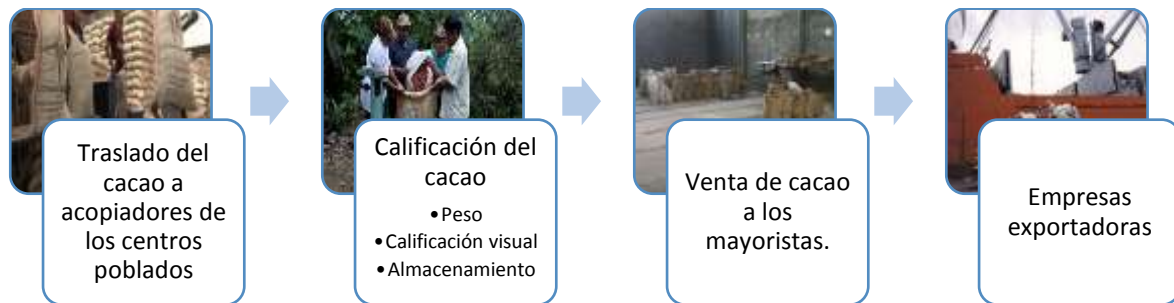 Traslado del
cacao a
acopiadores de
los centros
poblados
Calificación del
cacao
•Peso
•Calificación visual
•Almacenamiento
Venta de cacao
a los
mayoristas.
Empresas
exportadoras